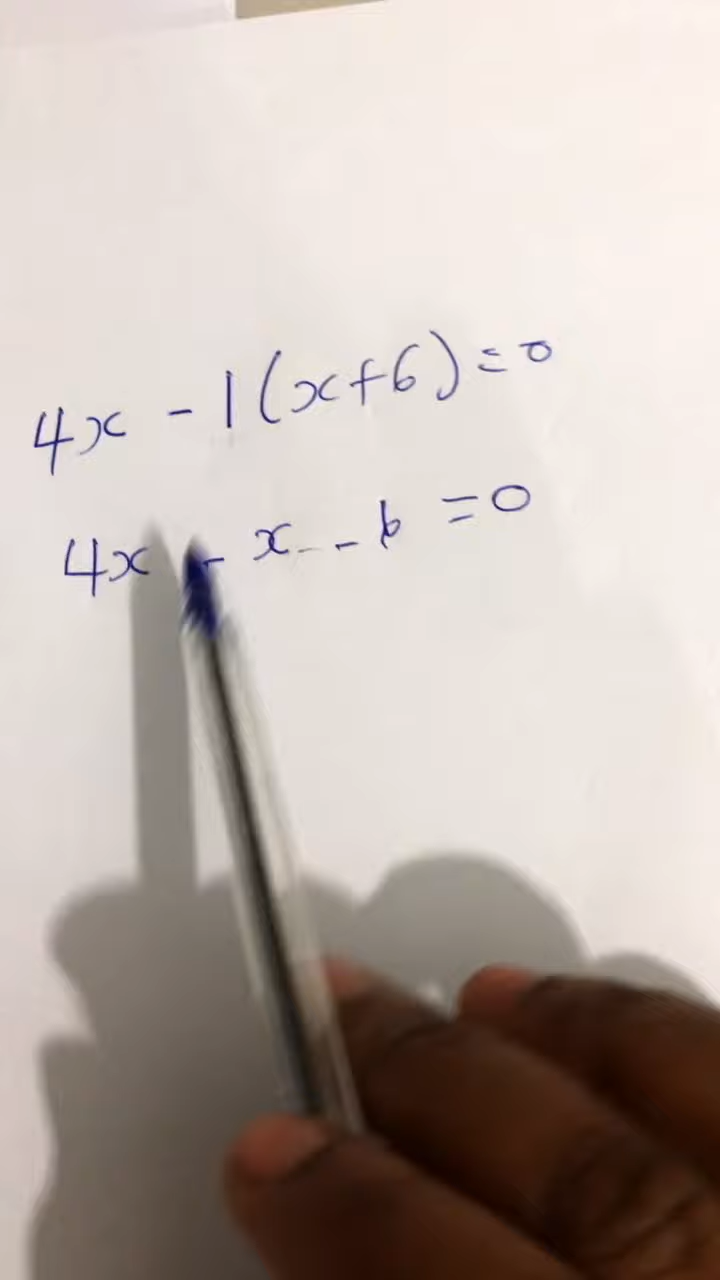 4x - 1(x+6) = 0
4x - x - 6 = 0